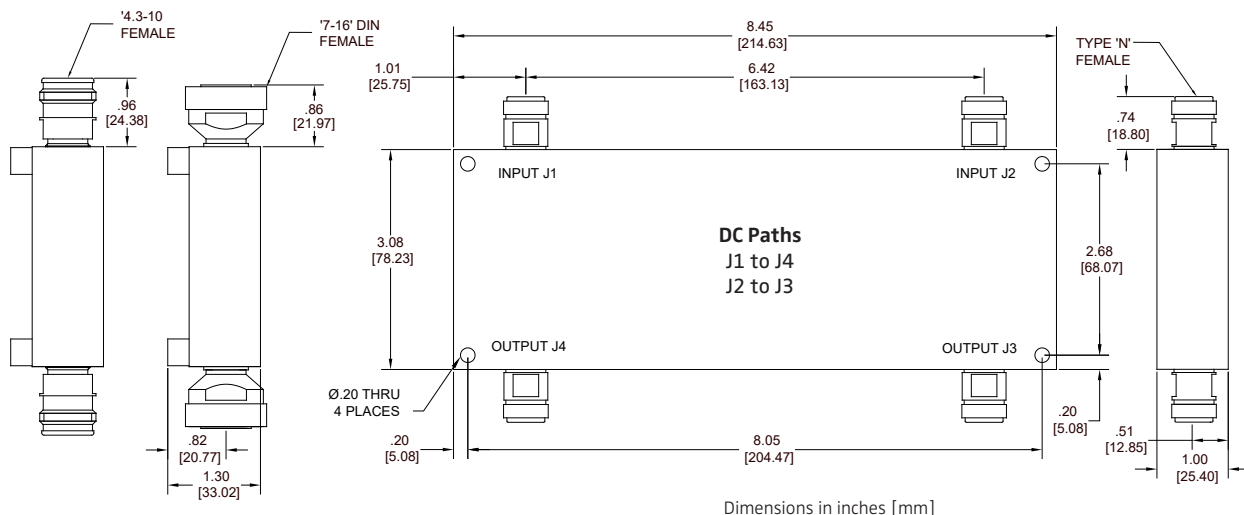 '4.3-10
FEMALE
'7-16' DIN
FEMALE
8.45
[214.63]
TYPE 'N'
FEMALE
1.01
[25.75]
6.42
[163.13]
.96
[24.38]
.86
[21.97]
.74
[18.80]
INPUT J1
INPUT J2
DC Paths
J1 to J4
J2 to J3
3.08
[78.23]
2.68
[68.07]
OUTPUT J4
OUTPUT J3
Ø.20 THRU
4 PLACES
.20
[5.08]
.82
[20.77]
.20
[5.08]
8.05
[204.47]
.51
[12.85]
1.30
[33.02]
1.00
[25.40]
Dimensions in inches [mm]